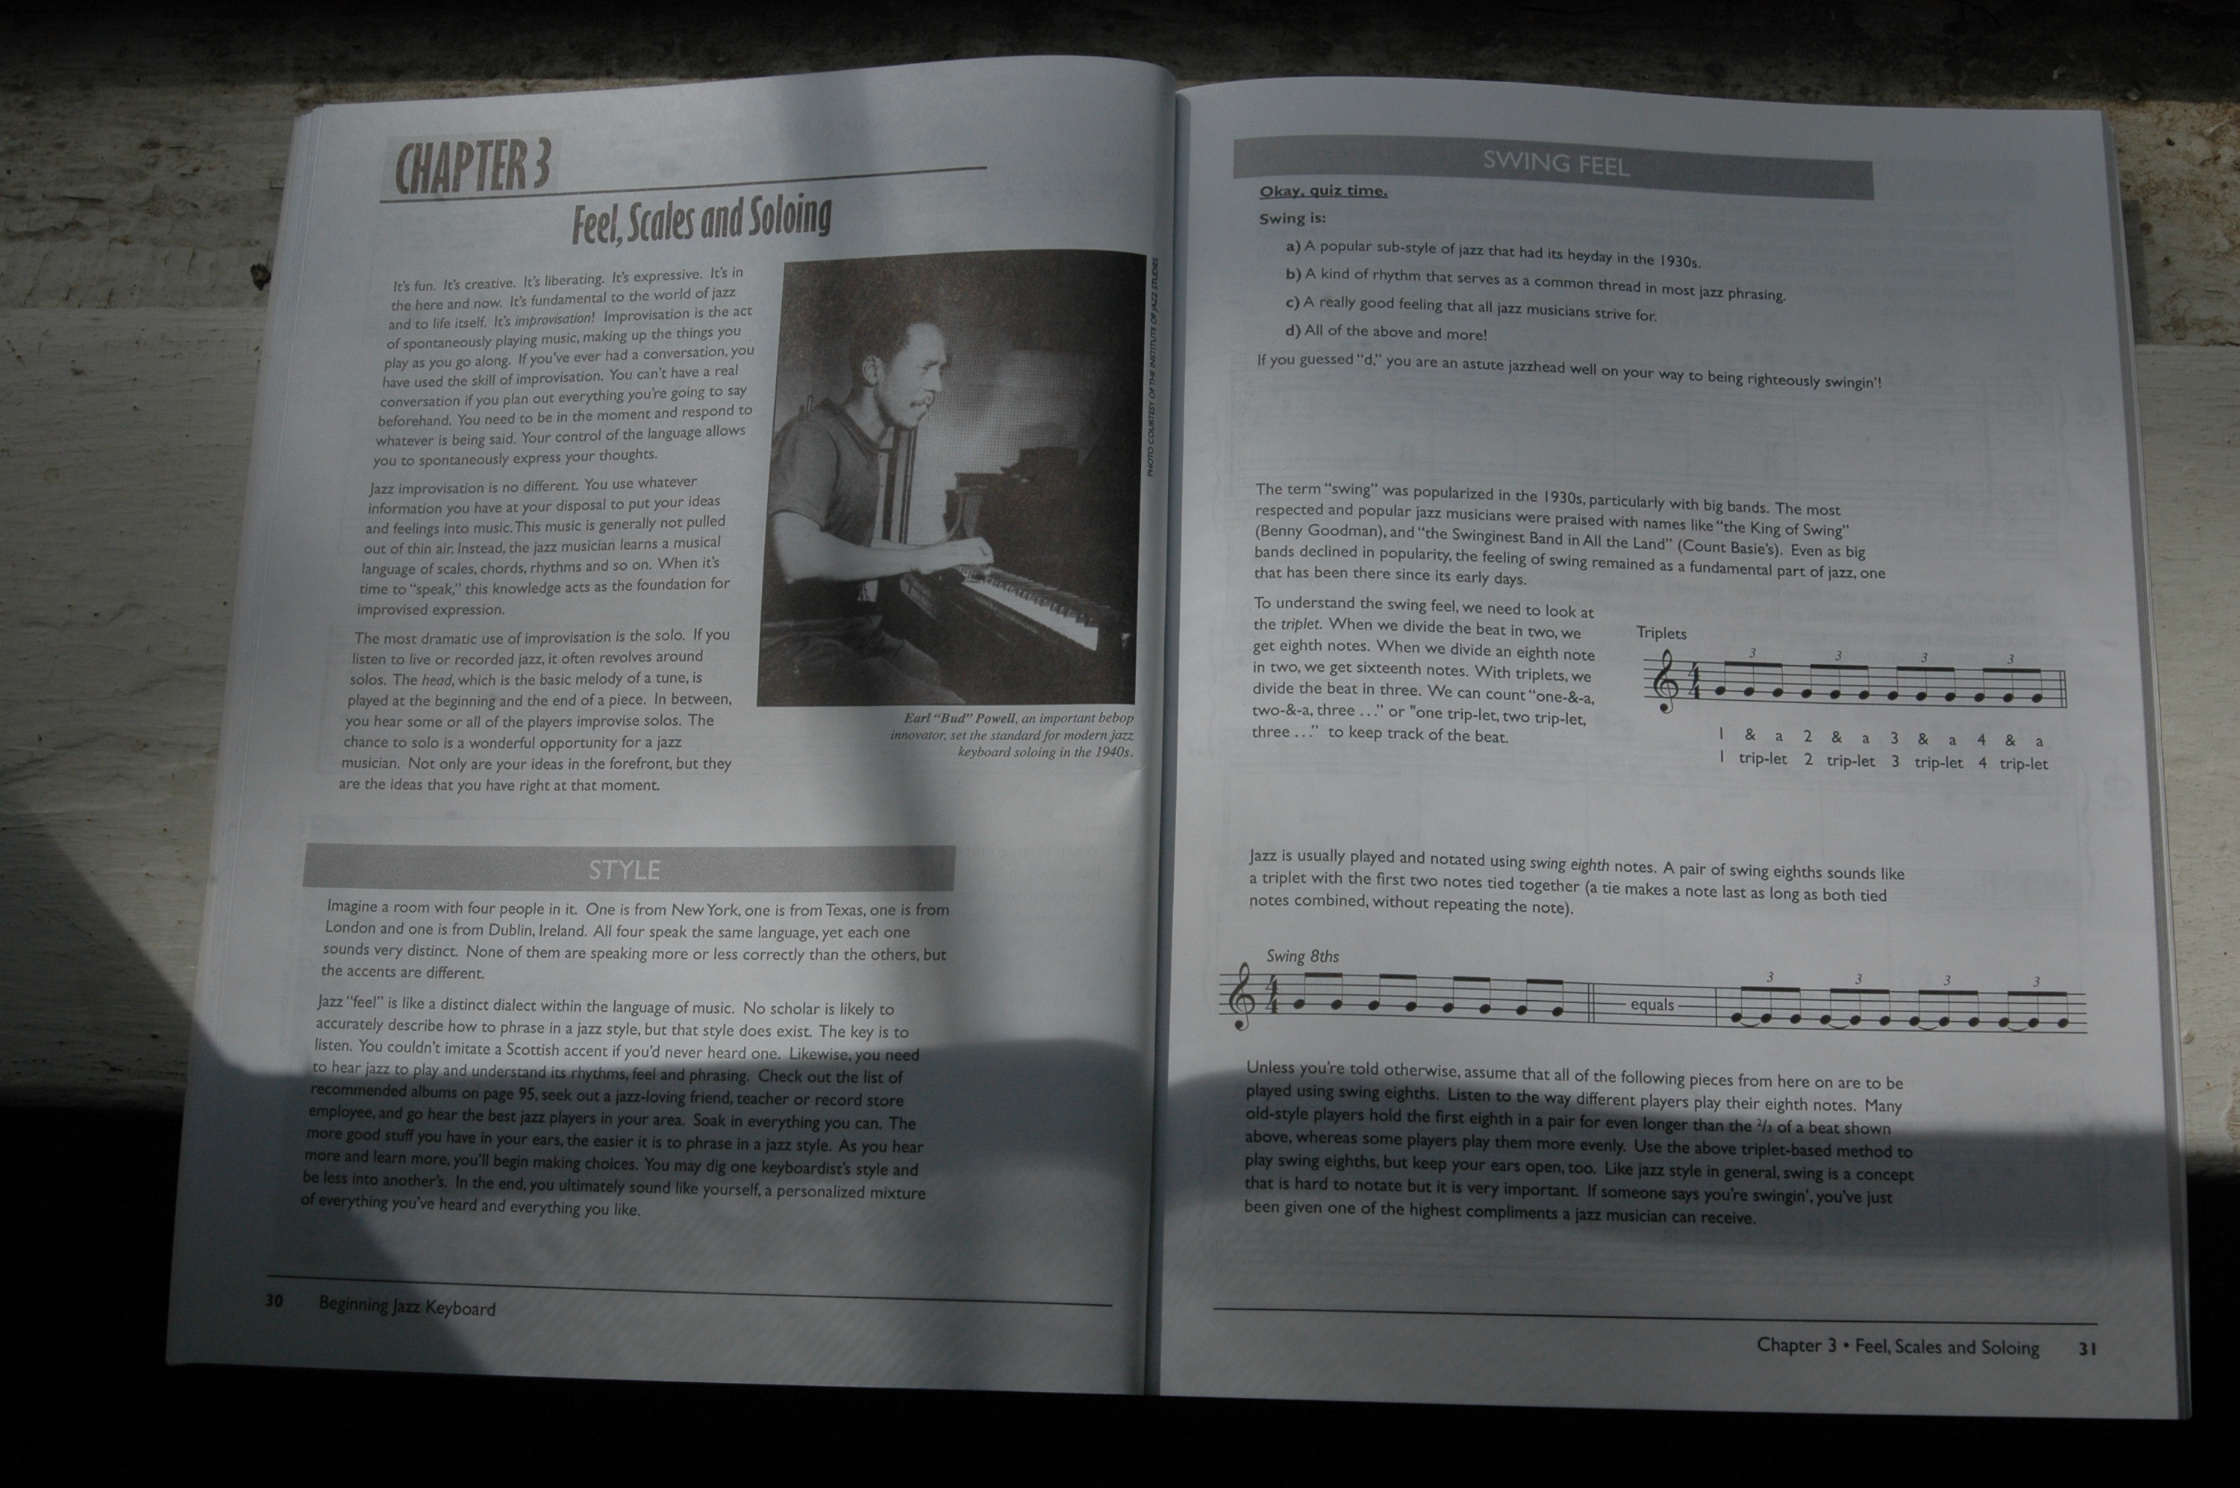 CHAPTER 3
Feel, Scales and Soloing
It's fun. It's creative. It's liberating. It's expressive. It's in
the here and now. It's fundamental to the world of jazz
and to life itself. It's improvisation! Improvisation is the act
of spontaneously playing music, making up the things you
play as you go along. If you've ever had a conversation, you
have used the skill of improvisation. You can't have a real
conversation if you plan out everything you're going to say
beforehand. You need to be in the moment and respond to
whatever is being said. Your control of the language allows
you to spontaneously express your thoughts.
Jazz improvisation is no different. You use whatever
information you have at your disposal to put your ideas
and feelings into music. This music is generally not pulled
out of thin air. Instead, the jazz musician learns a musical
language of scales, chords, rhythms and so on. When it's
time to "speak," this knowledge acts as the foundation for
improvised expression.
The most dramatic use of improvisation is the solo. If you
listen to live or recorded jazz, it often revolves around
solos. The head, which is the basic melody of a tune, is
played at the beginning and the end of a piece. In between,
you hear some or all of the players improvise solos. The
chance to solo is a wonderful opportunity for a jazz
musician. Not only are your ideas in the forefront, but they
are the ideas that you have right at that moment.
PHOTO COURTESY OF THE INSTITUTE OF JAZZ STUDIES
Earl "Bud" Powell, an important bebop
innovator, set the standard for modern jazz
keyboard soloing in the 1940s.
STYLE
Imagine a room with four people in it. One is from New York, one is from Texas, one is from
London and one is from Dublin, Ireland. All four speak the same language, yet each one
sounds very distinct. None of them are speaking more or less correctly than the others, but
the accents are different.
Jazz "feel" is like a distinct dialect within the language of music. No scholar is likely to
accurately describe how to phrase in a jazz style, but that style does exist. The key is to
listen. You couldn't imitate a Scottish accent if you'd never heard one. Likewise, you need
to hear jazz to play and understand its rhythms, feel and phrasing. Check out the list of
recommended albums on page 95, seek out a jazz-loving friend, teacher or record store
employee, and go hear the best jazz players in your area. Soak in everything you can. The
more good stuff you have in your ears, the easier it is to phrase in a jazz style. As you hear
more and learn more, you'll begin making choices. You may dig one keyboardist's style and
be less into another's. In the end, you ultimately sound like yourself, a personalized mixture
of everything you've heard and everything you like.
30 Beginning Jazz Keyboard
SWING FEEL
Okay, quiz time.
Swing is:
a) A popular sub-style of jazz that had its heyday in the 1930s.
b) A kind of rhythm that serves as a common thread in most jazz phrasing.
c) A really good feeling that all jazz musicians strive for.
d) All of the above and more!
If you guessed "d," you are an astute jazzhead well on your way to being righteously swingin'!
The term "swing" was popularized in the 1930s, particularly with big bands. The most
respected and popular jazz musicians were praised with names like "the King of Swing"
(Benny Goodman), and "the Swinginest Band in All the Land" (Count Basie's). Even as big
bands declined in popularity, the feeling of swing remained as a fundamental part of jazz, one
that has been there since its early days.
To understand the swing feel, we need to look at
the triplet. When we divide the beat in two, we
get eighth notes. When we divide an eighth note
in two, we get sixteenth notes. With triplets, we
divide the beat in three. We can count "one-&-a,
two-&-a, three ..." or "one trip-let, two trip-let,
three ..." to keep track of the beat.
Triplets
3 3 3 3
4
4
1 & a 2 & a 3 & a 4 & a
1 trip-let 2 trip-let 3 trip-let 4 trip-let
Jazz is usually played and notated using swing eighth notes. A pair of swing eighths sounds like
a triplet with the first two notes tied together (a tie makes a note last as long as both tied
notes combined, without repeating the note).
Swing 8ths
3 3 3 3
4
4
equals
Unless you're told otherwise, assume that all of the following pieces from here on are to be
played using swing eighths. Listen to the way different players play their eighth notes. Many
old-style players hold the first eighth in a pair for even longer than the 2/3 of a beat shown
above, whereas some players play them more evenly. Use the above triplet-based method to
play swing eighths, but keep your ears open, too. Like jazz style in general, swing is a concept
that is hard to notate but it is very important. If someone says you're swingin', you've just
been given one of the highest compliments a jazz musician can receive.
Chapter 3 • Feel, Scales and Soloing 31